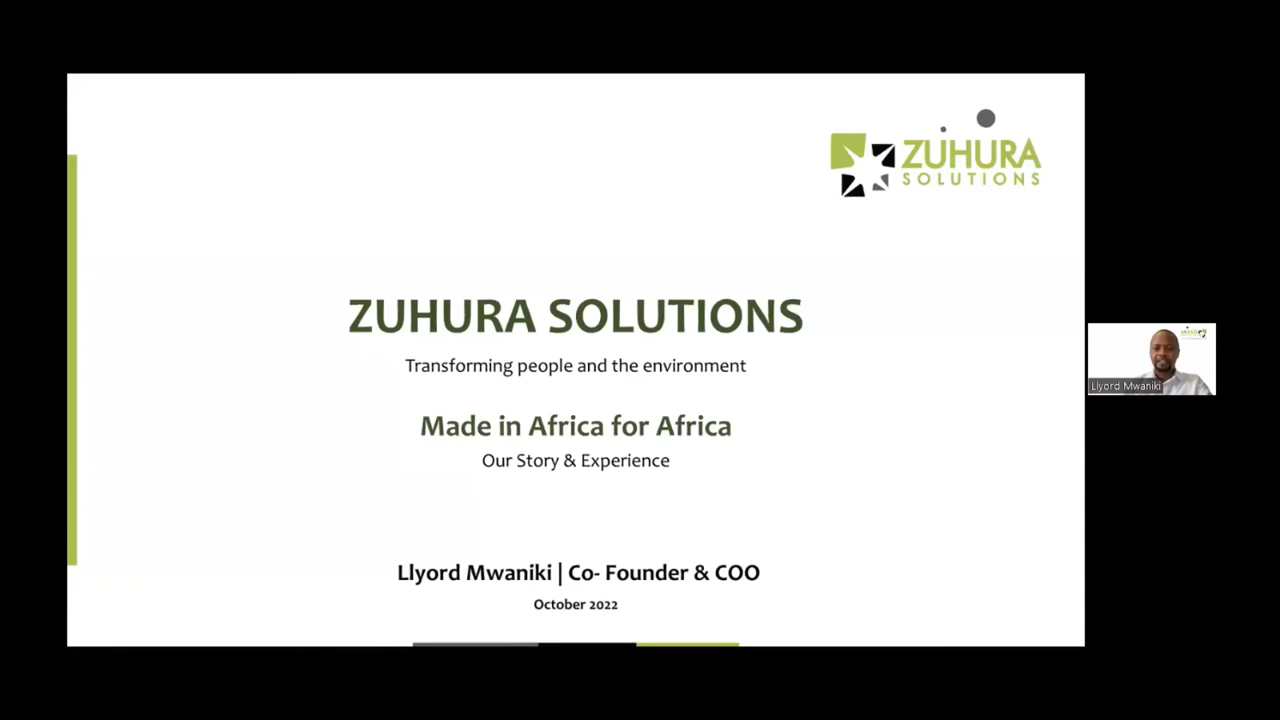 ZUHURA
SOLUTIONS
ZUHURA SOLUTIONS
Transforming people and the environment
Made in Africa for Africa
Our Story & Experience
Llyord Mwaniki | Co- Founder & COO
October 2022
Llyord Mwaniki